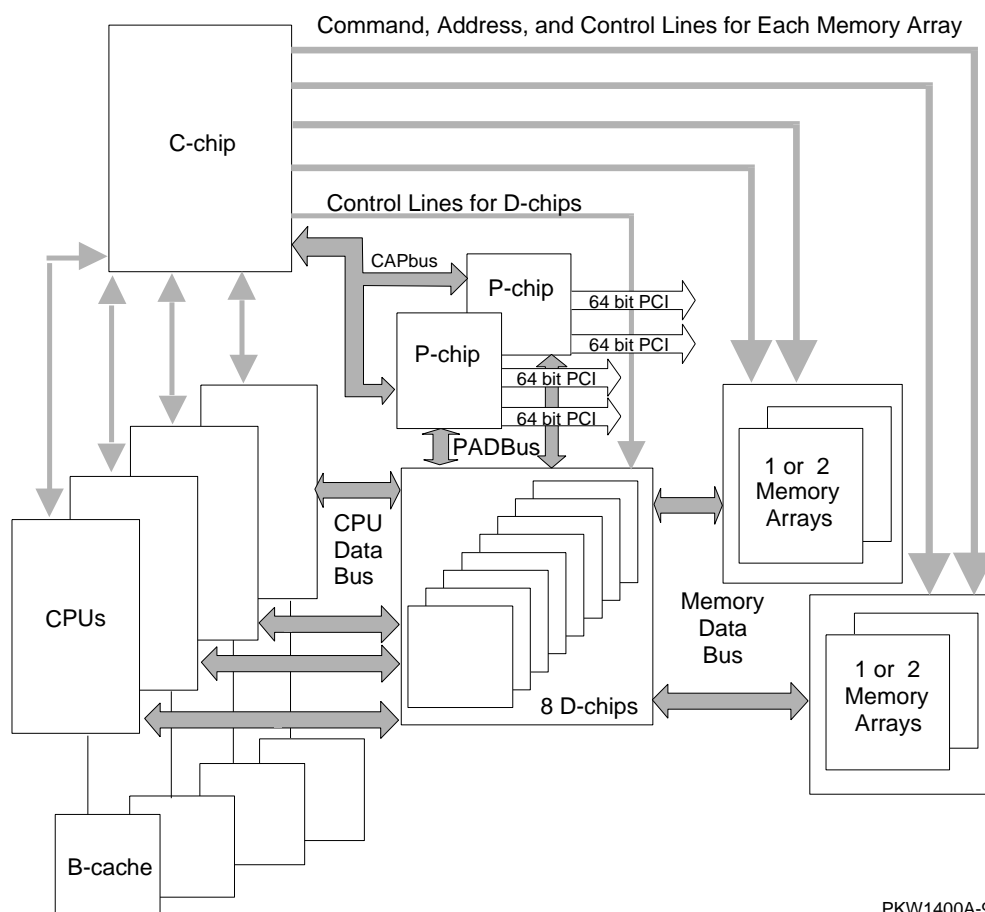 Command, Address, and Control Lines for Each Memory Array
C-chip
Control Lines for D-chips
CAPbus
P-chip
64 bit PCI
64 bit PCI
P-chip
64 bit PCI
64 bit PCI
PADBus
1 or 2
Memory
Arrays
CPU
Data
Bus
CPUs
Memory
Data
Bus
1 or 2
Memory
Arrays
8 D-chips
B-cache
PKW1400A-9